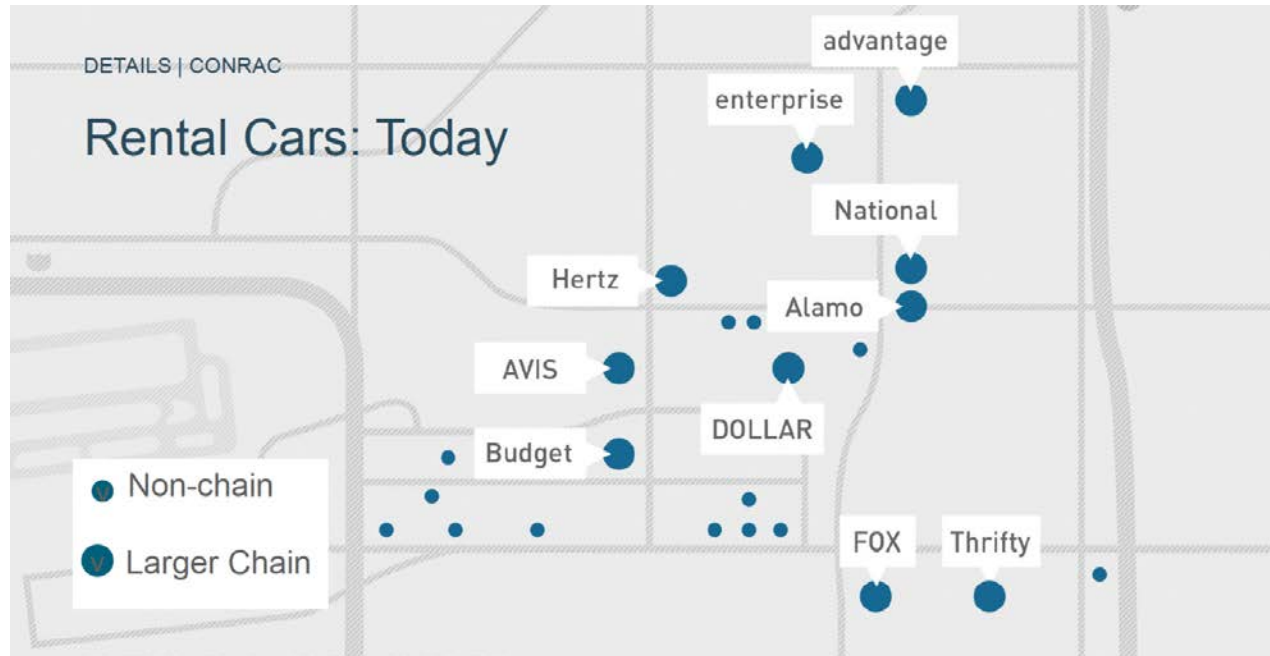 DETAILS | CONRAC
Rental Cars: Today
advantage
enterprise
National
Hertz
Alamo
AVIS
DOLLAR
Budget
v Non-chain
v Larger Chain
FOX
Thrifty